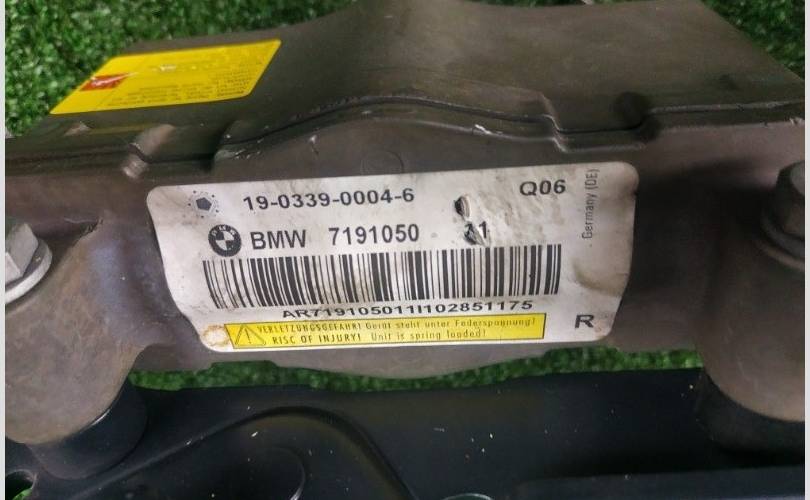 19-0339-0004-6 Q06
BMW 7191050 11
Germany (DE)
AR719105011I102851175
VERLETZUNGSGEFAHR! Gerät steht unter Federspannung!
RISC OF INJURY! Unit is spring loaded!
R